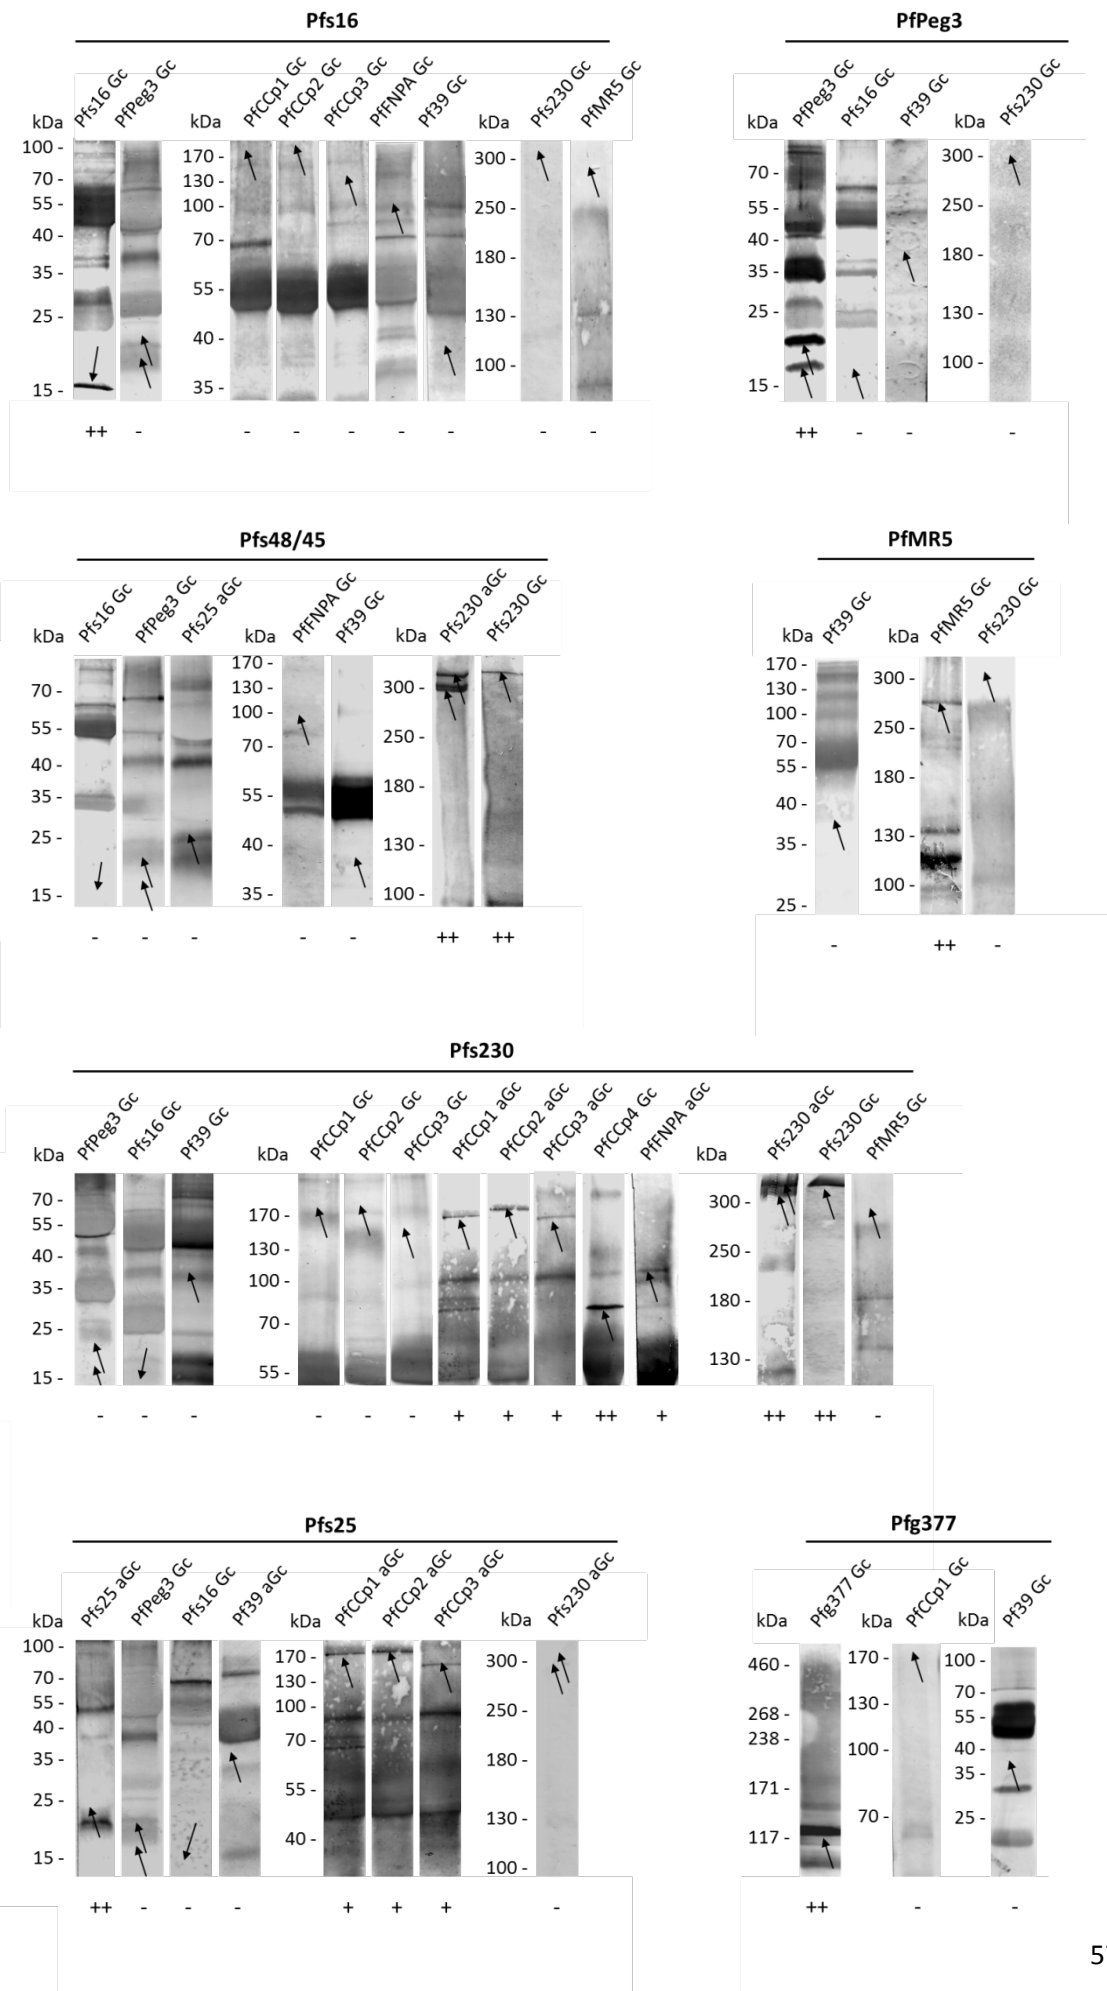 Pfs16
Pfs16 Gc PfPeg3 Gc PfCCp1 Gc PfCCp2 Gc PfCCp3 Gc PfFNPA Gc Pf39 Gc Pfs230 Gc PfMR5 Gc
kDa kDa kDa
100 - 70 - 55 - 40 - 35 - 25 - 15 -
170 - 130 - 100 - 70 - 55 - 40 - 35 -
300 - 250 - 180 - 130 - 100 -
++ - - - - - - - -
PfPeg3
PfPeg3 Gc Pfs16 Gc Pf39 Gc Pfs230 Gc
kDa kDa
70 - 55 - 40 - 35 - 25 - 15 -
300 - 250 - 180 - 130 - 100 -
++ - - -
Pfs48/45
Pfs16 Gc PfPeg3 Gc Pfs25 aGc PfFNPA Gc Pf39 Gc Pfs230 aGc Pfs230 Gc
kDa kDa kDa
70 - 55 - 40 - 35 - 25 - 15 -
170 - 130 - 100 - 70 - 55 - 40 - 35 -
300 - 250 - 180 - 130 - 100 -
- - - - - ++ ++
PfMR5
Pf39 Gc PfMR5 Gc Pfs230 Gc
kDa kDa
170 - 130 - 100 - 70 - 55 - 40 - 35 - 25 -
300 - 250 - 180 - 130 - 100 -
- ++ -
Pfs230
PfPeg3 Gc Pfs16 Gc Pf39 Gc PfCCp1 Gc PfCCp2 Gc PfCCp3 Gc PfCCp1 aGc PfCCp2 aGc PfCCp3 aGc PfCCp4 Gc PfFNPA aGc Pfs230 aGc Pfs230 Gc PfMR5 Gc
kDa kDa kDa
70 - 55 - 40 - 35 - 25 - 15 -
170 - 130 - 100 - 70 - 55 -
300 - 250 - 180 - 130 -
- - - - - - + + + ++ + ++ ++ -
Pfs25
Pfs25 aGc PfPeg3 Gc Pfs16 Gc Pf39 aGc PfCCp1 aGc PfCCp2 aGc PfCCp3 aGc Pfs230 aGc
kDa kDa kDa
100 - 70 - 55 - 40 - 35 - 25 - 15 -
170 - 130 - 100 - 70 - 55 - 40 -
300 - 250 - 180 - 130 - 100 -
++ - - - + + + -
Pfg377
Pfg377 Gc PfCCp1 Gc Pf39 Gc
kDa kDa kDa
460 - 268 - 238 - 171 - 117 -
170 - 130 - 100 - 70 -
100 - 70 - 55 - 40 - 35 - 25 -
++ - -